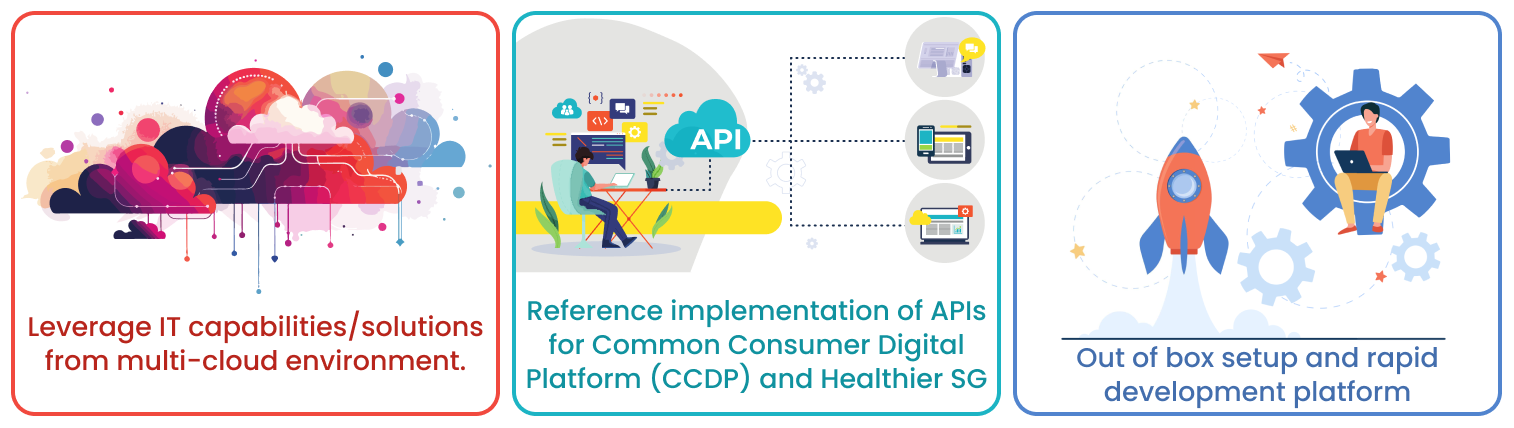 Leverage IT capabilities/solutions
from multi-cloud environment.
API
Reference implementation of APIs
for Common Consumer Digital
Platform (CCDP) and Healthier SG
Out of box setup and rapid
development platform